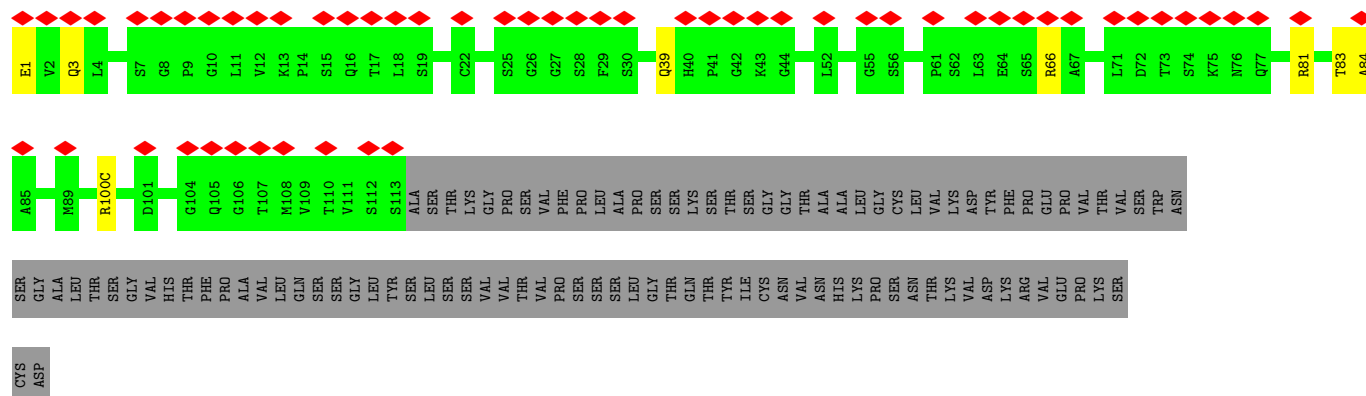 E1 V2 Q3 L4 S7 G8 P9 G10 L11 V12 K13 P14 S15 Q16 T17 L18 S19 C22 S25 G26 G27 S28 F29 S30 Q39 H40 P41 G42 K43 G44 L52 G55 S56 P61 S62 L63 E64 S65 R66 A67 L71 D72 T73 S74 K75 N76 Q77 R81 T83 A84
A85 M89 R100C D101 G104 Q105 G106 T107 M108 V109 T110 V111 S112 S113 ALA SER THR LYS GLY PRO SER VAL PHE PRO LEU ALA PRO SER SER LYS SER THR SER GLY GLY THR ALA ALA LEU GLY CYS LEU VAL LYS ASP TYR PHE PRO GLU PRO VAL THR VAL SER TRP ASN
SER GLY ALA LEU THR SER GLY VAL HIS THR PHE PRO ALA VAL LEU GLN SER SER GLY LEU TYR SER LEU SER SER VAL VAL THR VAL PRO SER SER SER LEU GLY THR GLN THR TYR ILE CYS ASN VAL ASN HIS LYS PRO SER ASN THR LYS VAL ASP LYS ARG VAL GLU PRO LYS SER
CYS ASP